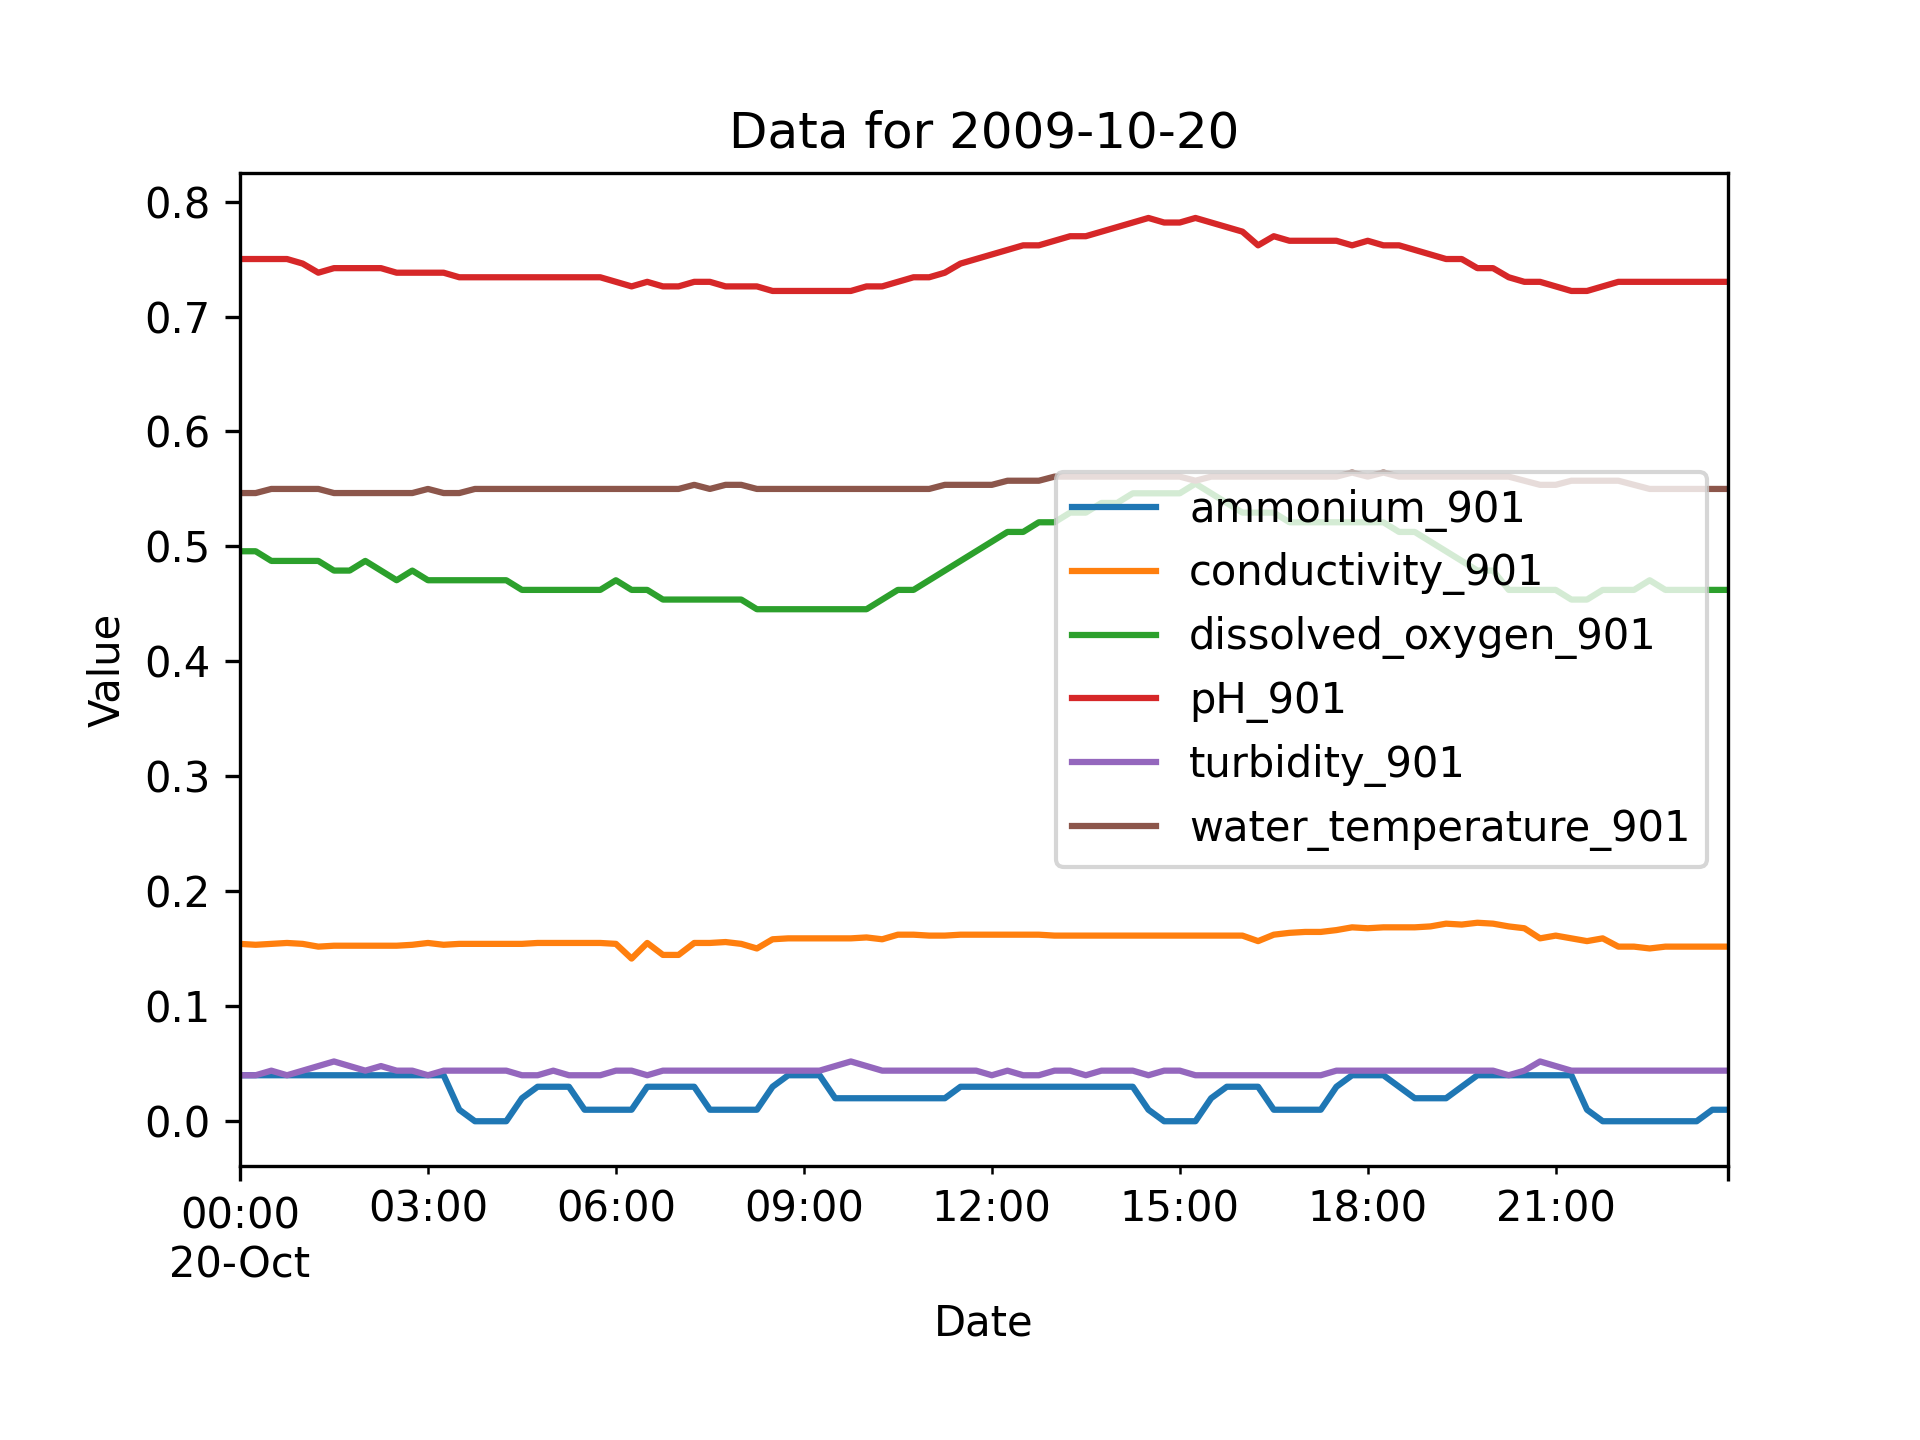 Data for 2009-10-20
0.8
0.7
0.6
0.5
0.4
0.3
0.2
0.1
0.0
Value
ammonium_901
conductivity_901
dissolved_oxygen_901
pH_901
turbidity_901
water_temperature_901
00:00 03:00 06:00 09:00 12:00 15:00 18:00 21:00
20-Oct
Date